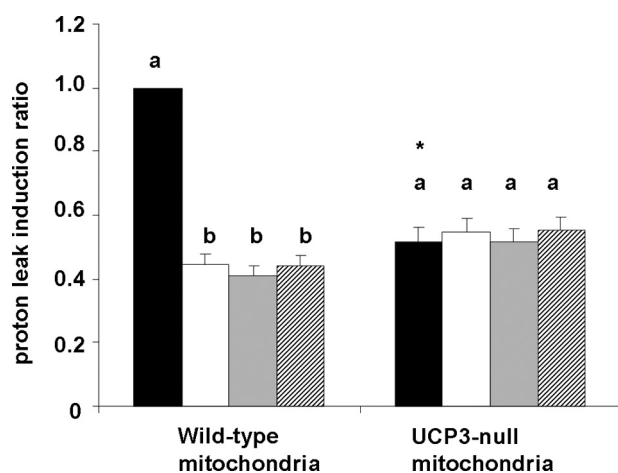 proton leak induction ratio
1.2
1.0
0.8
0.6
0.4
0.2
0
a
b b b
*
a a a a
Wild-type
mitochondria
UCP3-null
mitochondria